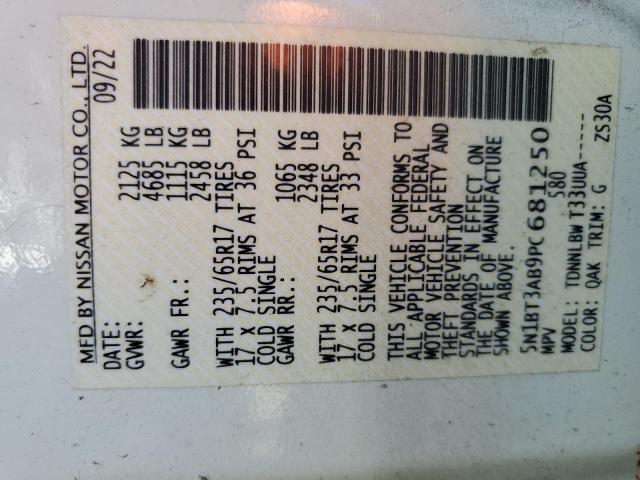 MFD BY NISSAN MOTOR CO., LTD.
DATE: 09/22
GVWR: 2125 KG
4685 LB
GAWR FR.: 1115 KG
2458 LB
WITH 235/65R17 TIRES
17 X 7.5 RIMS AT 36 PSI
COLD SINGLE
GAWR RR.: 1065 KG
2348 LB
WITH 235/65R17 TIRES
17 X 7.5 RIMS AT 33 PSI
COLD SINGLE
THIS VEHICLE CONFORMS TO
ALL APPLICABLE FEDERAL
MOTOR VEHICLE SAFETY AND
THEFT PREVENTION
STANDARDS IN EFFECT ON
THE DATE OF MANUFACTURE
SHOWN ABOVE.
5N1BT3AB9PC681250
MPV 580
MODEL: TDNNLBW T33UUA-----
COLOR: QAK TRIM: G ZS30A